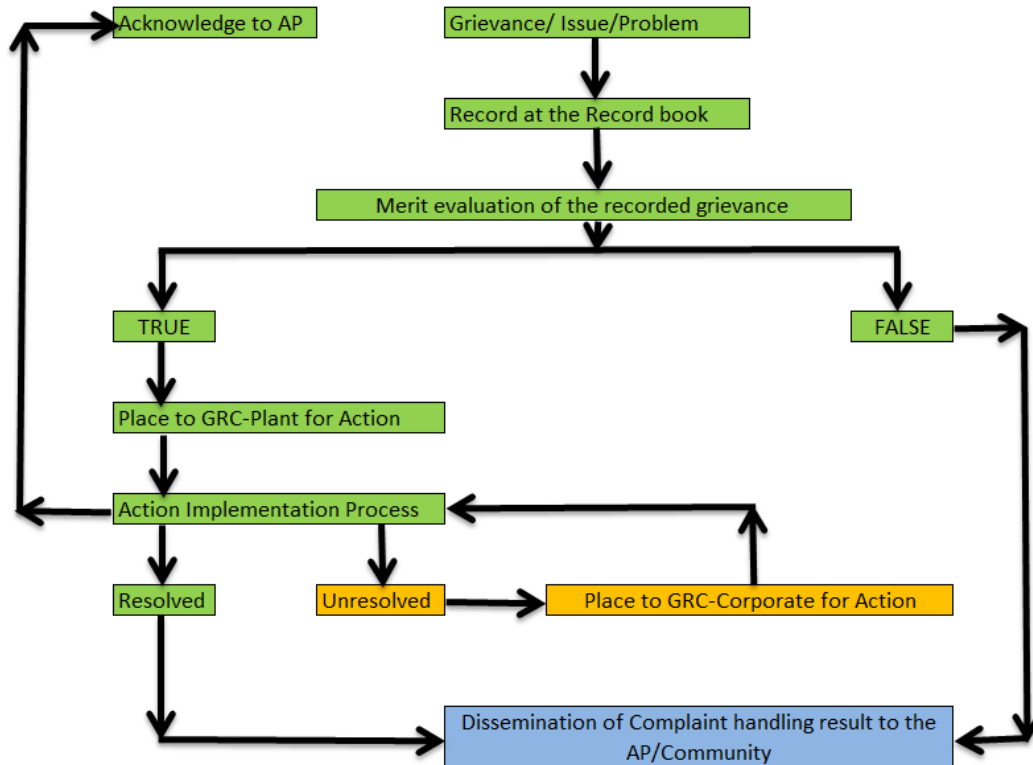 Acknowledge to AP
Grievance/ Issue/Problem
Record at the Record book
Merit evaluation of the recorded grievance
TRUE
FALSE
Place to GRC-Plant for Action
Action Implementation Process
Resolved
Unresolved
Place to GRC-Corporate for Action
Dissemination of Complaint handling result to the
AP/Community